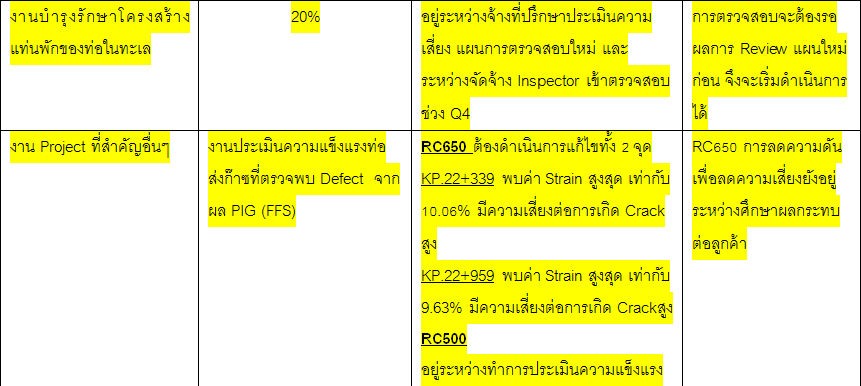 งานบำรุงรักษาโครงสร้าง
แท่นพักของท่อในทะเล
20%
อยู่ระหว่างจ้างที่ปรึกษาประเมินความ
เสี่ยง แผนการตรวจสอบใหม่ และ
ระหว่างจัดจ้าง Inspector เข้าตรวจสอบ
ช่วง Q4
การตรวจสอบจะต้องรอ
ผลการ Review แผนใหม่
ก่อน จึงจะเริ่มดำเนินการ
ได้
งาน Project ที่สำคัญอื่นๆ
งานประเมินความแข็งแรงท่อ
ส่งก๊าซที่ตรวจพบ Defect จาก
ผล PIG (FFS)
RC650 ต้องดำเนินการแก้ไขทั้ง 2 จุด
KP.22+339 พบค่า Strain สูงสุด เท่ากับ
10.06% มีความเสี่ยงต่อการเกิด Crack
สูง
KP.22+959 พบค่า Strain สูงสุด เท่ากับ
9.63% มีความเสี่ยงต่อการเกิด Crackสูง
RC500
อยู่ระหว่างทำการประเมินความแข็งแรง
RC650 การลดความดัน
เพื่อลดความเสี่ยงยังอยู่
ระหว่างศึกษาผลกระทบ
ต่อลูกค้า